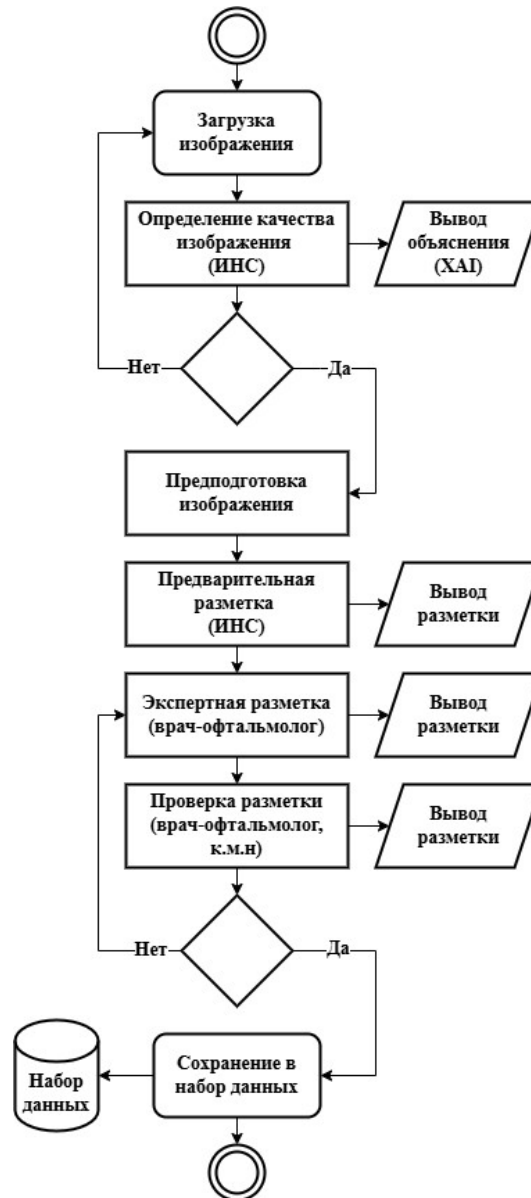 Загрузка
изображения
Определение качества
изображения
(ИНС)
Вывод
объяснения
(XAI)
Нет
Да
Предподготовка
изображения
Предварительная
разметка
(ИНС)
Вывод
разметки
Экспертная разметка
(врач-офтальмолог)
Вывод
разметки
Проверка разметки
(врач-офтальмолог,
к.м.н)
Вывод
разметки
Нет
Да
Набор
данных
Сохранение в
набор данных